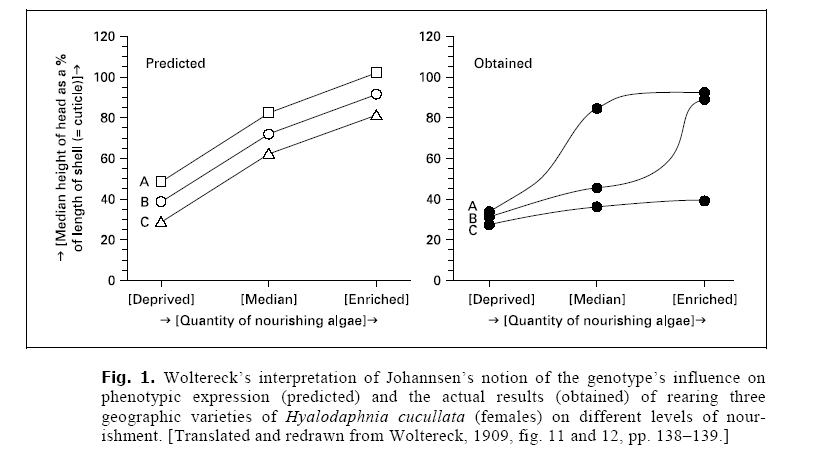 → [Median height of head as a %
of length of shell (= cuticle)]→
120
100
80
60
40
20
0
Predicted
A
B
C
[Deprived] [Median] [Enriched]
→ [Quantity of nourishing algae]→
120
100
80
60
40
20
0
Obtained
A
B
C
[Deprived] [Median] [Enriched]
→ [Quantity of nourishing algae]→
Fig. 1. Woltereck's interpretation of Johannsen's notion of the genotype's influence on
phenotypic expression (predicted) and the actual results (obtained) of rearing three
geographic varieties of Hyalodaphnia cucullata (females) on different levels of nour-
ishment. [Translated and redrawn from Woltereck, 1909, fig. 11 and 12, pp. 138–139.]